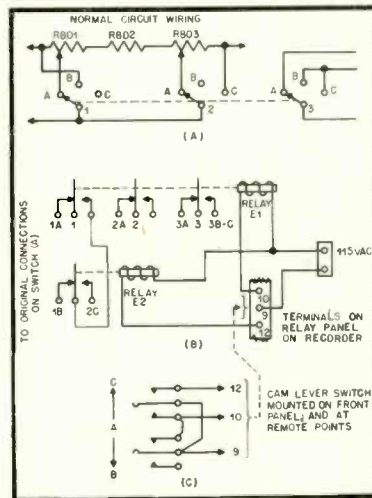 NORMAL CIRCUIT WIRING
R801 R802 R803
B B B
A C A C A C
1 2 3
(A)
RELAY
E1
1A 1 2A 2 3A 3 3B-C
115VAC
RELAY
E2
1B 2C
10
9
12
TERMINALS ON
RELAY PANEL
ON RECORDER
TO ORIGINAL CONNECTIONS
ON SWITCH (A)
(B)
C
A
B
12
10
9
CAM LEVER SWITCH
MOUNTED ON FRONT
PANEL, AND AT
REMOTE POINTS
(C)